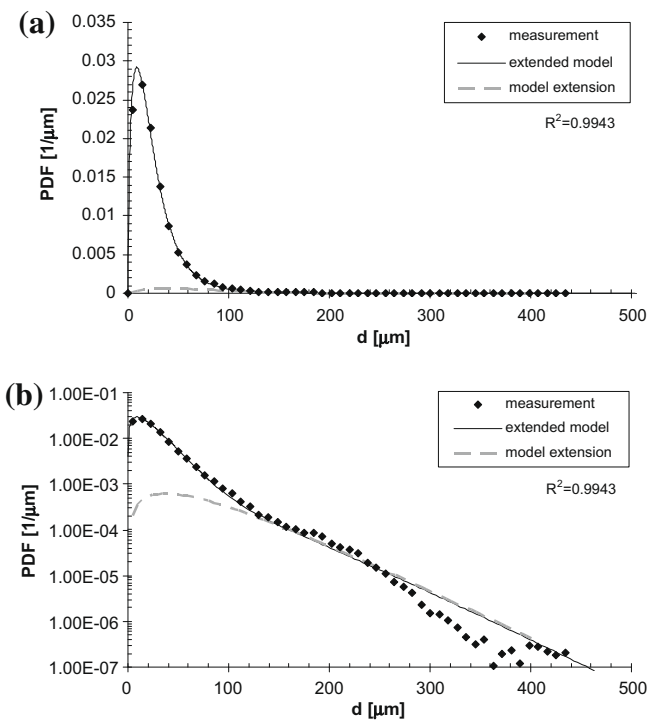 (a)
0.035
0.03
0.025
0.02
0.015
0.01
0.005
0
PDF [1/μm]
0 100 200 300 400 500
d [μm]
measurement
extended model
model extension
R²=0.9943
(b)
1.00E-01
1.00E-02
1.00E-03
1.00E-04
1.00E-05
1.00E-06
1.00E-07
PDF [1/μm]
0 100 200 300 400 500
d [μm]
measurement
extended model
model extension
R²=0.9943